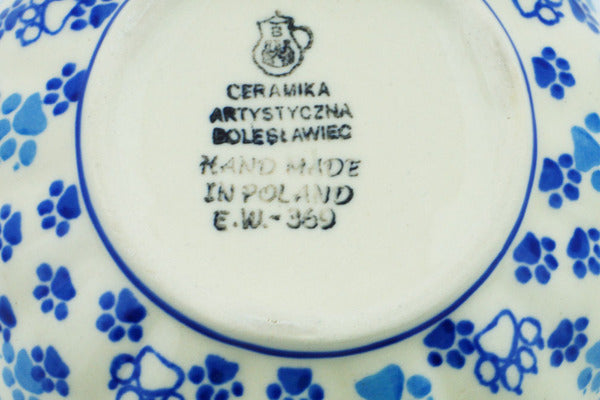 CERAMIKA
ARTYSTYCZNA
BOLESŁAWIEC
HAND MADE
IN POLAND
E.W.-369